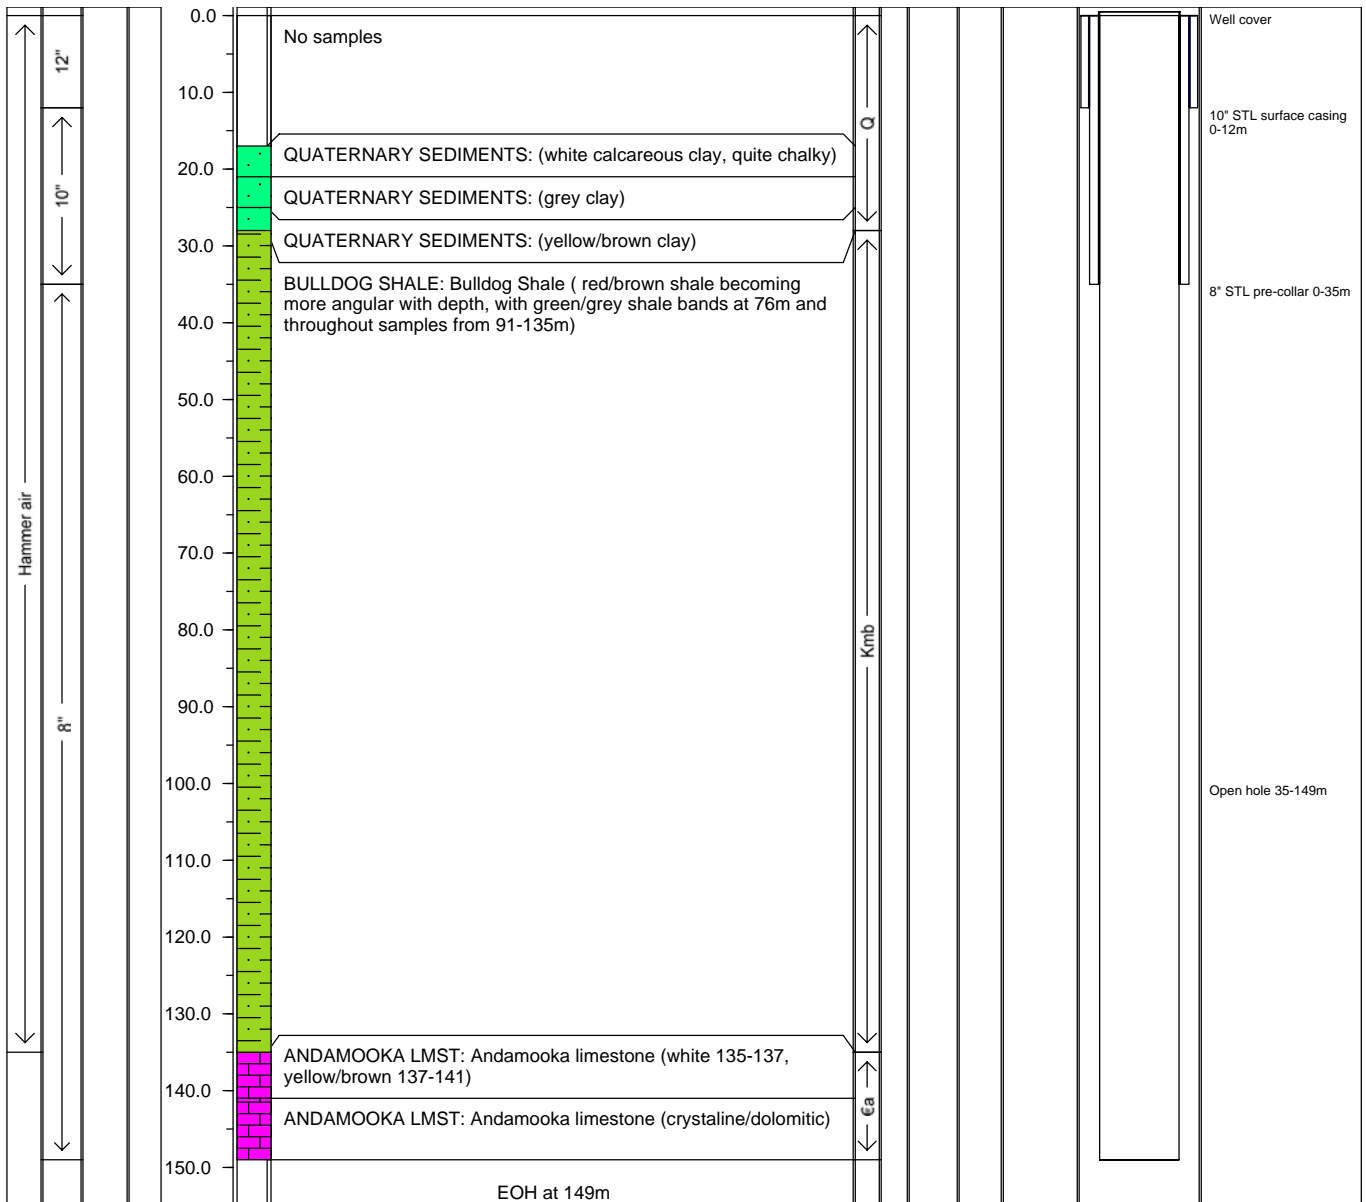 Hammer air
12"
10"
8"
0.0
10.0
20.0
30.0
40.0
50.0
60.0
70.0
80.0
90.0
100.0
110.0
120.0
130.0
140.0
150.0
No samples
QUATERNARY SEDIMENTS: (white calcareous clay, quite chalky)
QUATERNARY SEDIMENTS: (grey clay)
QUATERNARY SEDIMENTS: (yellow/brown clay)
BULLDOG SHALE: Bulldog Shale ( red/brown shale becoming
more angular with depth, with green/grey shale bands at 76m and
throughout samples from 91-135m)
ANDAMOOKA LMST: Andamooka limestone (white 135-137,
yellow/brown 137-141)
ANDAMOOKA LMST: Andamooka limestone (crystaline/dolomitic)
EOH at 149m
Q
Kmb
€a
Well cover
10" STL surface casing
0-12m
8" STL pre-collar 0-35m
Open hole 35-149m